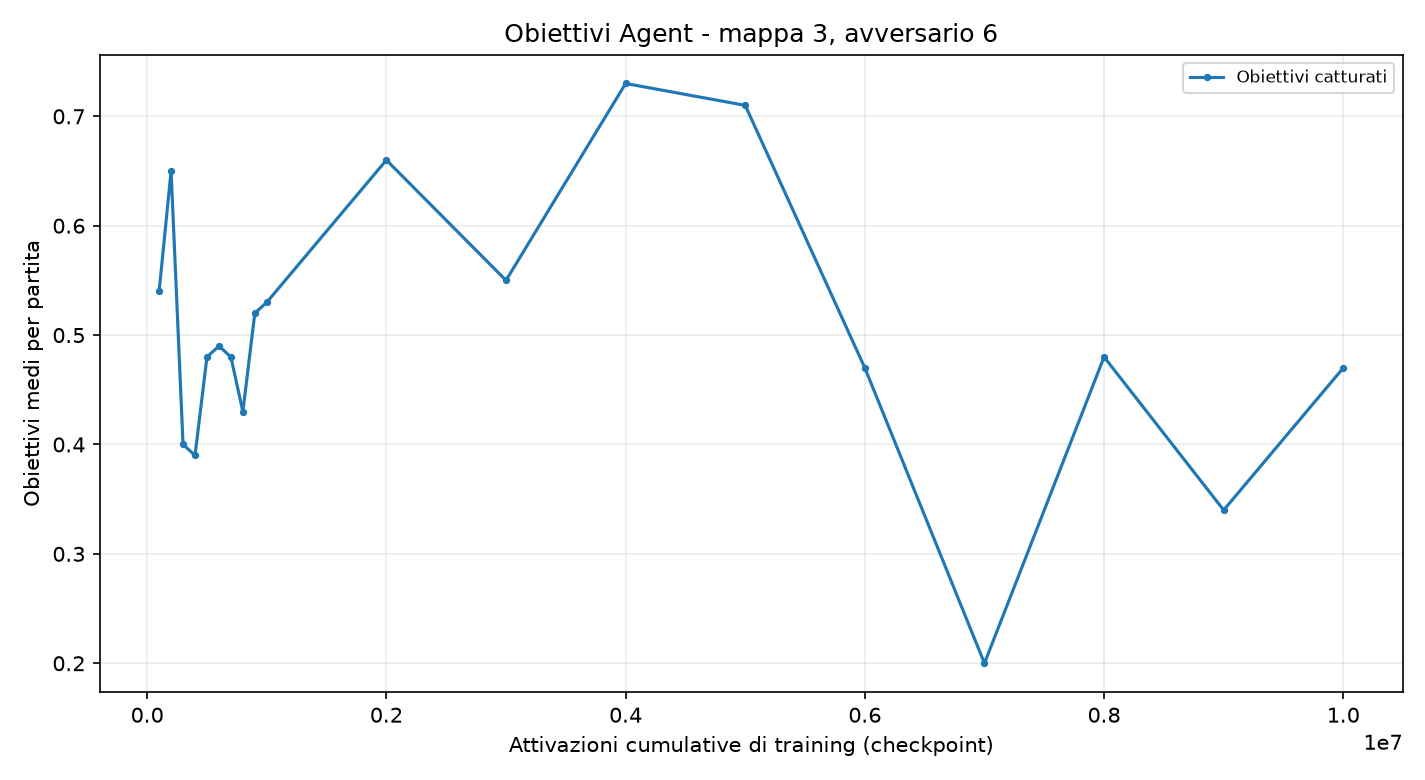 Obiettivi Agent - mappa 3, avversario 6
Obiettivi catturati
Obiettivi medi per partita
0.7
0.6
0.5
0.4
0.3
0.2
0.0 0.2 0.4 0.6 0.8 1.0
1e7
Attivazioni cumulative di training (checkpoint)